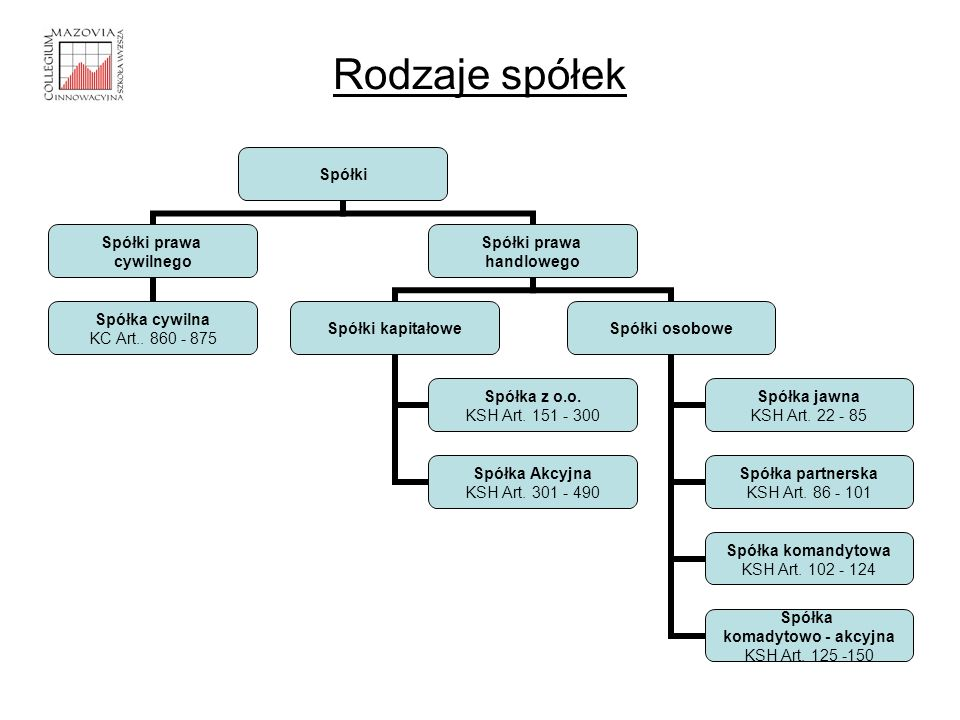 COLLEGIUM
MAZOVIA
INNOWACYJNA
SZKOŁA WYŻSZA
Rodzaje spółek
Spółki
Spółki prawa
cywilnego
Spółki prawa
handlowego
Spółka cywilna
KC Art.. 860 - 875
Spółki kapitałowe
Spółki osobowe
Spółka z o.o.
KSH Art. 151 - 300
Spółka jawna
KSH Art. 22 - 85
Spółka Akcyjna
KSH Art. 301 - 490
Spółka partnerska
KSH Art. 86 - 101
Spółka komandytowa
KSH Art. 102 - 124
Spółka
komadytowo - akcyjna
KSH Art. 125 -150